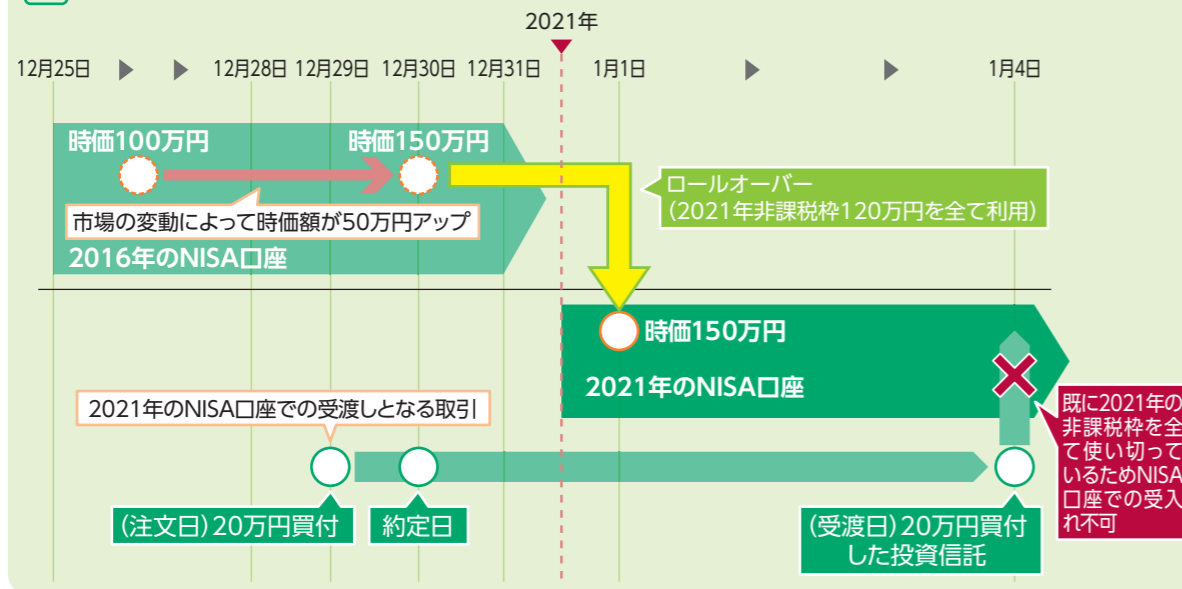 2021年
12月25日 12月28日 12月29日 12月30日 12月31日 1月1日 1月4日
時価100万円 時価150万円
ロールオーバー
(2021年非課税枠120万円を全て利用)
市場の変動によって時価額が50万円アップ
2016年のNISA口座
時価150万円
2021年のNISA口座
2021年のNISA口座での受渡しとなる取引
既に2021年の
非課税枠を全
て使い切って
いるためNISA
口座での受入
れ不可
(注文日)20万円買付 約定日
(受渡日)20万円買付
した投資信託